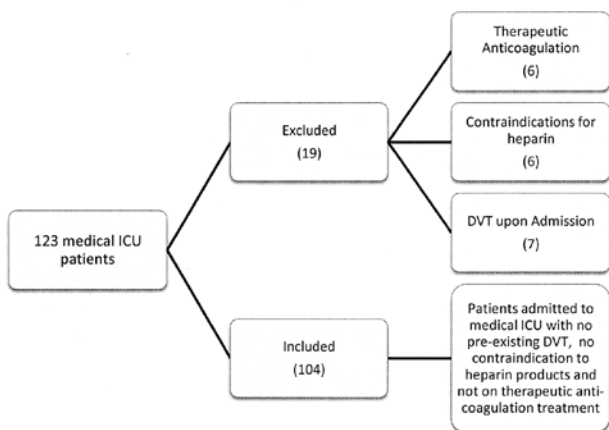 123 medical ICU
patients
Excluded
(19)
Therapeutic
Anticoagulation
(6)
Contraindications for
heparin
(6)
DVT upon Admission
(7)
Included
(104)
Patients admitted to
medical ICU with no
pre-existing DVT, no
contraindication to
heparin products and
not on therapeutic anti-
coagulation treatment